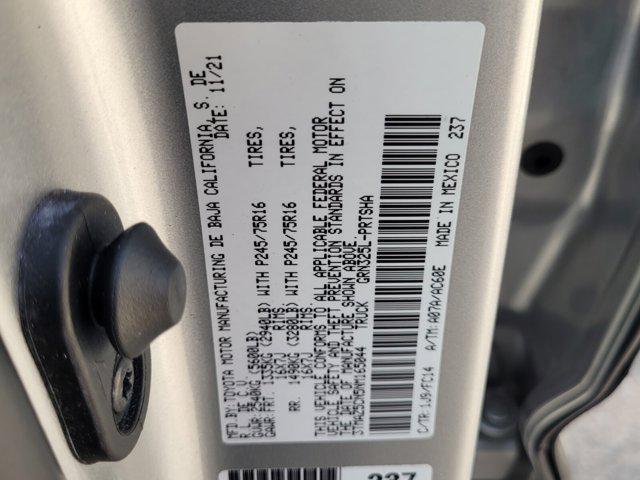 MFD.BY: TOYOTA MOTOR MANUFACTURING DE BAJA CALIFORNIA, S. DE
R.L. DE C.V. DATE: 11/21
GVWR: 2540KG (5600LB)
GAWR: FRT. 1335KG (2940LB) WITH P245/75R16 TIRES,
16X7J RIMS
RR. 1490KG (3280LB) WITH P245/75R16 TIRES,
16X7J RIMS
THIS VEHICLE CONFORMS TO ALL APPLICABLE FEDERAL MOTOR
VEHICLE SAFETY AND THEFT PREVENTION STANDARDS IN EFFECT ON
THE DATE OF MANUFACTURE SHOWN ABOVE.
TRUCK GRN325L-PRTSHA
C/TR: 1J9/FC14 A/TM: A07A/AC60E MADE IN MEXICO 237
237